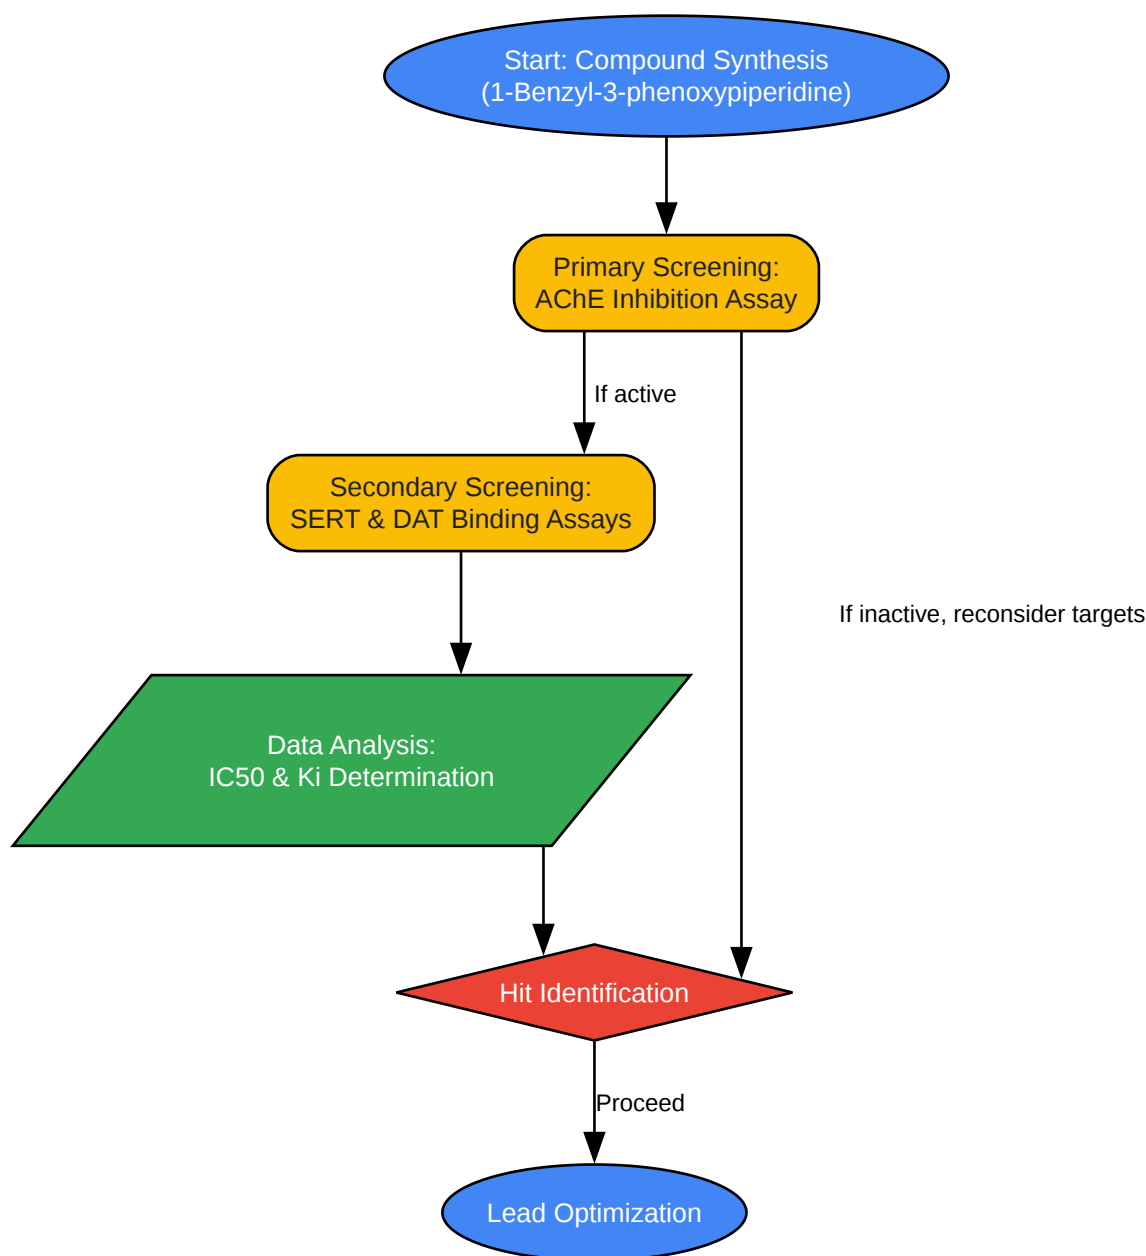 Start: Compound Synthesis
(1-Benzyl-3-phenoxypiperidine)
Primary Screening:
AChE Inhibition Assay
If active
Secondary Screening:
SERT & DAT Binding Assays
If inactive, reconsider targets
Data Analysis:
IC50 & Ki Determination
Hit Identification
Proceed
Lead Optimization